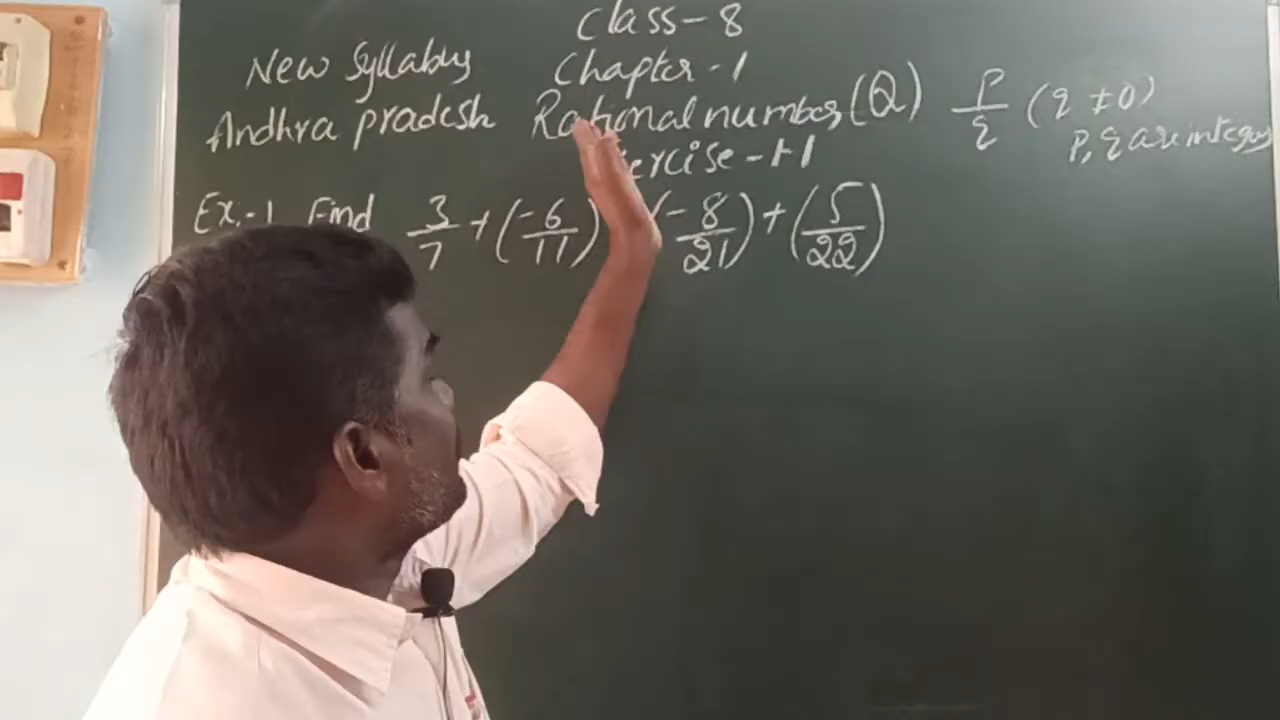 Class-8
New Syllabus Chapter-1
Andhra pradesh Rational numbers (Q) p/q (q ≠ 0)
p, q are integers
ercise-1.1
Ex.-1 Find 3/7 + (-6/11) (-8/21) + (5/22)